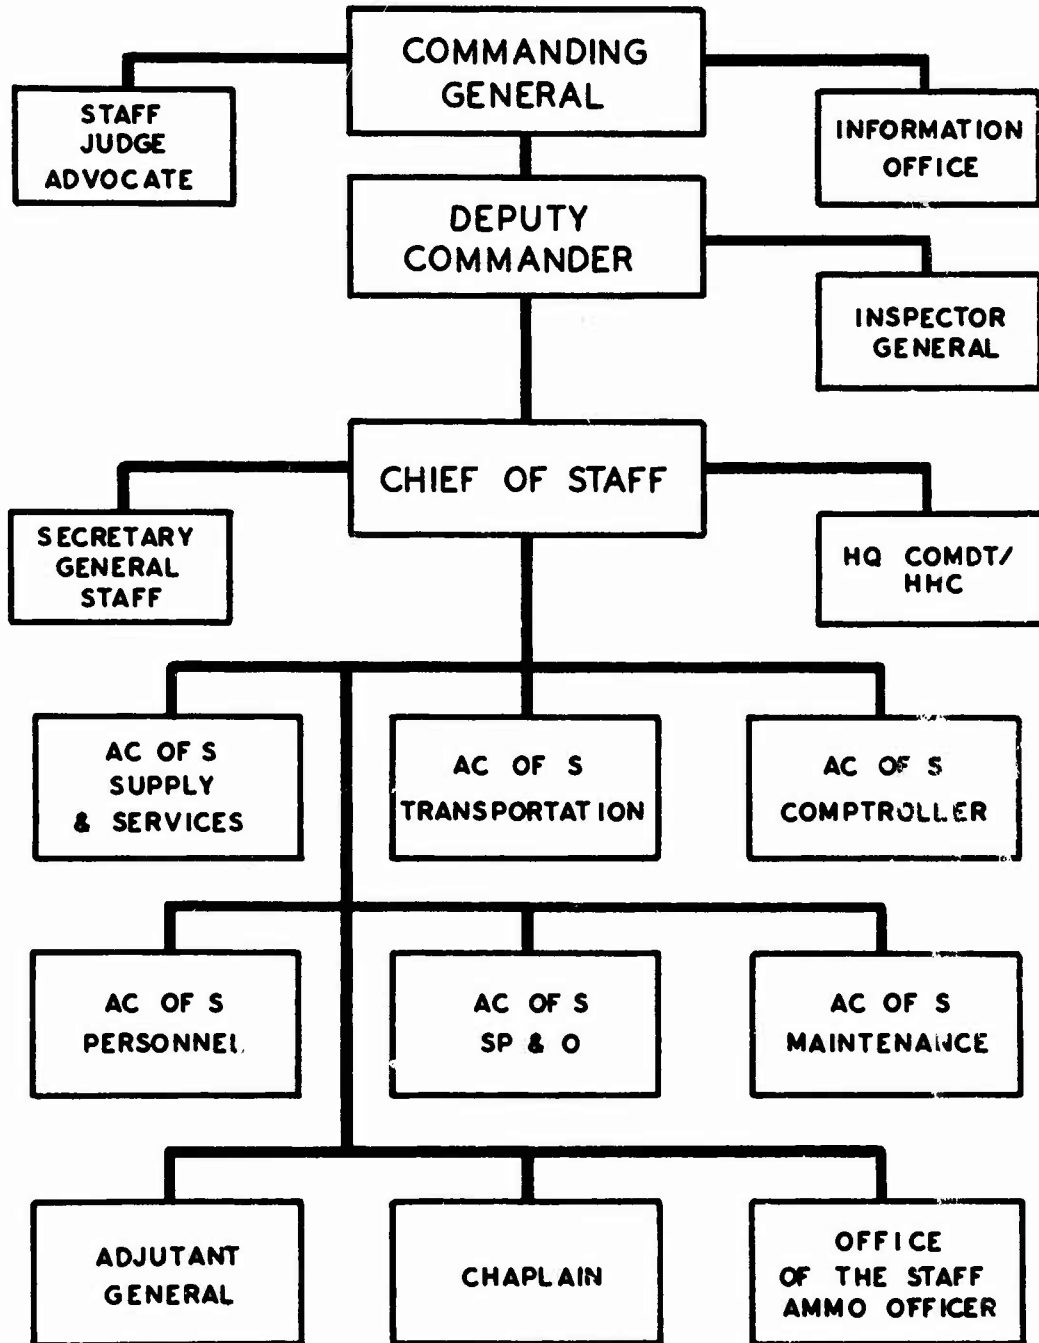 COMMANDING
GENERAL
STAFF
JUDGE
ADVOCATE
INFORMATION
OFFICE
DEPUTY
COMMANDER
INSPECTOR
GENERAL
CHIEF OF STAFF
SECRETARY
GENERAL
STAFF
HQ COMDT/
HHC
AC OF S
SUPPLY
& SERVICES
AC OF S
TRANSPORTATION
AC OF S
COMPTROLLER
AC OF S
PERSONNEL
AC OF S
SP & O
AC OF S
MAINTENANCE
ADJUTANT
GENERAL
CHAPLAIN
OFFICE
OF THE STAFF
AMMO OFFICER